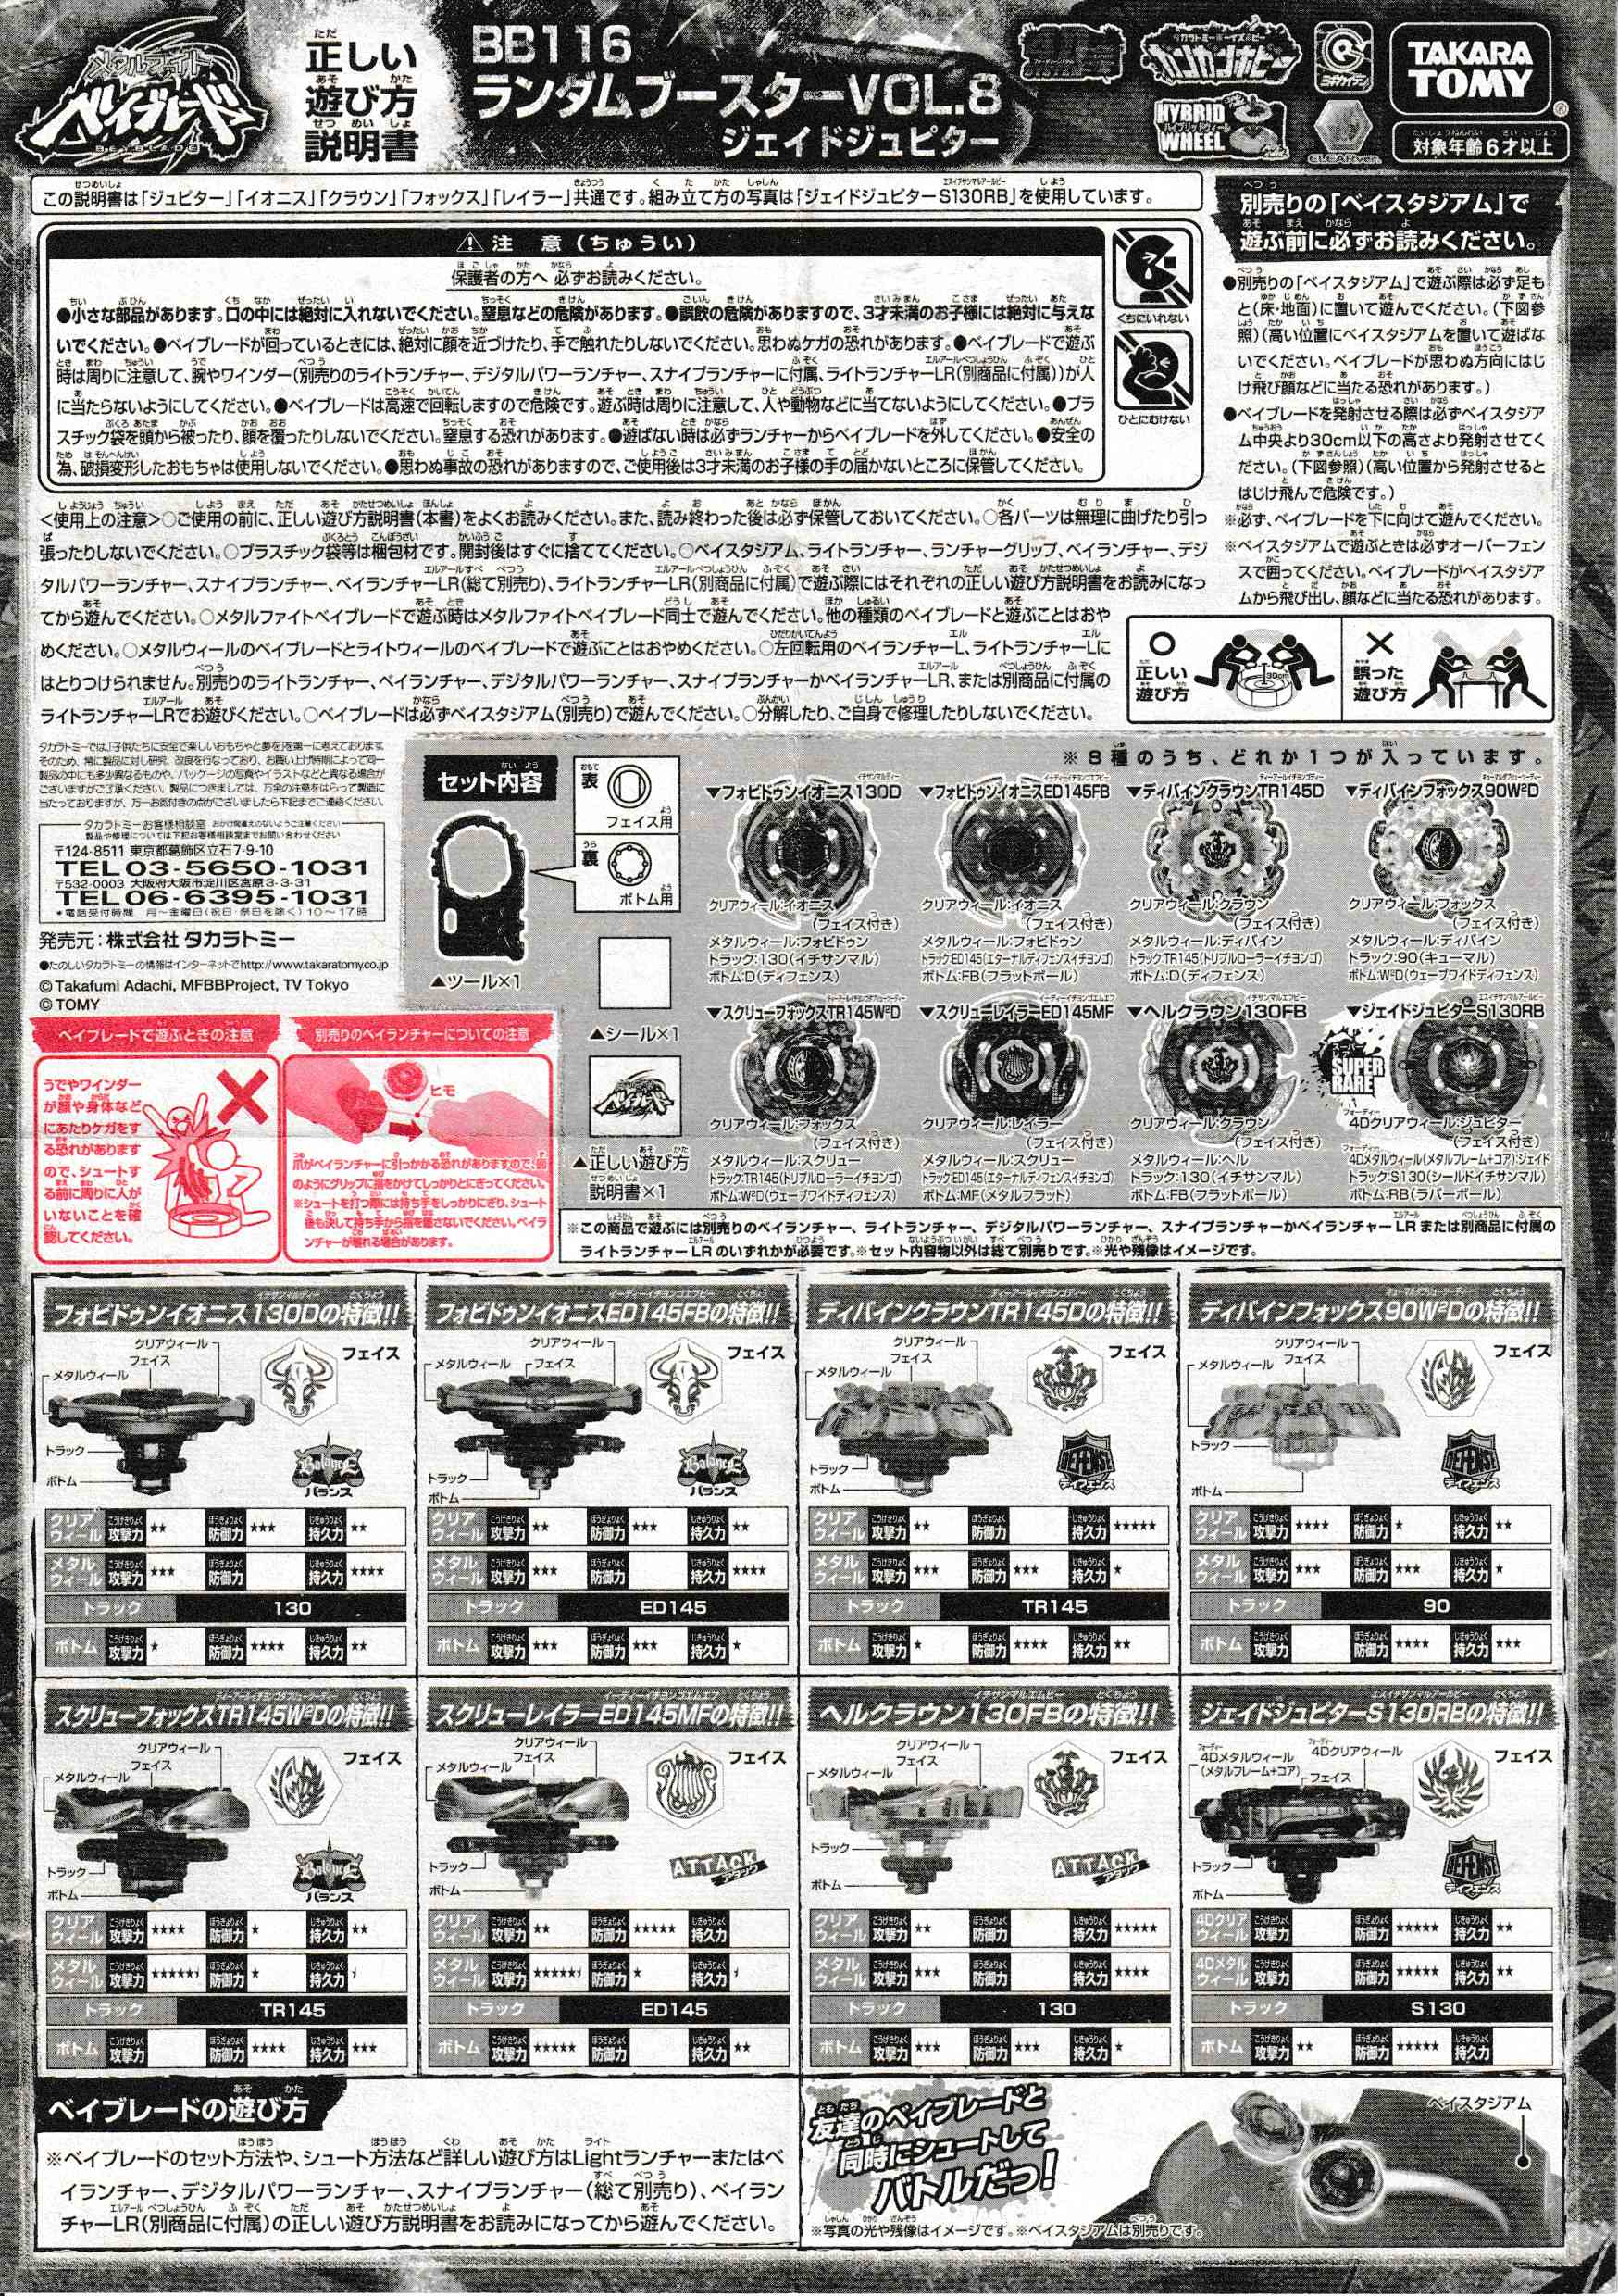 メタルファイト
ベイブレード
BEYBLADE
正しい
遊び方
説明書
BB116
ランダムブースターVOL.8
ジェイドジュピター
カンカンホビー
HYBRID
WHEEL
CLEARver.
TAKARA
TOMY
対象年齢6才以上
この説明書は「ジュピター」「イオニス」「クラウン」「フォックス」「レイラー」共通です。組み立て方の写真は「ジェイドジュピターS130RB」を使用しています。
⚠注 意(ちゅうい)
保護者の方へ 必ずお読みください。
●小さな部品があります。口の中には絶対に入れないでください。窒息などの危険があります。●誤飲の危険がありますので、3才未満のお子様には絶対に与えな
いでください。●ベイブレードが回っているときには、絶対に顔を近づけたり、手で触れたりしないでください。思わぬケガの恐れがあります。●ベイブレードで遊ぶ
時は周りに注意して、腕やワインダー(別売りのライトランチャー、デジタルパワーランチャー、スナイプランチャーに付属、ライトランチャーLR(別商品に付属))が人
に当たらないようにしてください。●ベイブレードは高速で回転しますので危険です。遊ぶ時は周りに注意して、人や動物などに当てないようにしてください。●プラ
スチック袋を頭から被ったり、顔を覆ったりしないでください。窒息する恐れがあります。●遊ばない時は必ずランチャーからベイブレードを外してください。●安全の
為、破損変形したおもちゃは使用しないでください。●思わぬ事故の恐れがありますので、ご使用後は3才未満のお子様の手の届かないところに保管してください。
くちにいれない
ひとにむけない
<使用上の注意>○ご使用の前に、正しい遊び方説明書(本書)をよくお読みください。また、読み終わった後は必ず保管しておいてください。○各パーツは無理に曲げたり引っ
張ったりしないでください。○プラスチック袋等は梱包材です。開封後はすぐに捨ててください。○ベイスタジアム、ライトランチャー、ランチャーグリップ、ベイランチャー、デジ
タルパワーランチャー、スナイプランチャー、ベイランチャーLR(総て別売り)、ライトランチャーLR(別商品に付属)で遊ぶ際にはそれぞれの正しい遊び方説明書をお読みになっ
てから遊んでください。○メタルファイトベイブレードで遊ぶ時はメタルファイトベイブレード同士で遊んでください。他の種類のベイブレードと遊ぶことはおや
めください。○メタルウィールのベイブレードとライトウィールのベイブレードで遊ぶことはおやめください。○左回転用のベイランチャーL、ライトランチャーLに
はとりつけられません。別売りのライトランチャー、ベイランチャー、デジタルパワーランチャー、スナイプランチャーかベイランチャーLR、または別商品に付属の
ライトランチャーLRでお遊びください。○ベイブレードは必ずベイスタジアム(別売り)で遊んでください。○分解したり、ご自身で修理したりしないでください。
別売りの「ベイスタジアム」で
遊ぶ前に必ずお読みください。
●別売りの「ベイスタジアム」で遊ぶ際は必ず足も
と(床・地面)に置いて遊んでください。(下図参
照)(高い位置にベイスタジアムを置いて遊ばな
いでください。ベイブレードが思わぬ方向にはじ
け飛び顔などに当たる恐れがあります。)
●ベイブレードを発射させる際は必ずベイスタジア
ム中央より30cm以下の高さより発射させてく
ださい。(下図参照)(高い位置から発射させると
はじけ飛んで危険です。)
※必ず、ベイブレードを下に向けて遊んでください。
※ベイスタジアムで遊ぶときは必ずオーバーフェン
スで囲ってください。ベイブレードがベイスタジア
ムから飛び出し、顔などに当たる恐れがあります。
○
正しい
遊び方
30cm
×
誤った
遊び方
タカラトミーでは、「子供たちに安全で楽しいおもちゃと夢を」を第一に考えております。
そのため、常に製品に対し研究、改良を行なっており、お買い上げ時期によって同一
製品の中にも多少異なるものや、パッケージの写真やイラストなどと異なる場合が
ございますがご了承ください。製品につきましては、万全の注意をはらって製造に
当たっておりますが、万一お気付きの点がございましたら下記までご連絡ください。
タカラトミーお客様相談室 おかけ間違えのないようご注意ください
製品や修理については下記お客様相談室までお問い合わせください
〒124-8511 東京都葛飾区立石7-9-10
TEL 03-5650-1031
〒532-0003 大阪府大阪市淀川区宮原3-3-31
TEL 06-6395-1031
*電話受付時間 月〜金曜日(祝日・祭日を除く)10〜17時
発売元:株式会社 タカラトミー
●たのしいタカラトミーの情報はインターネットでhttp://www.takaratomy.co.jp
© Takafumi Adachi, MFBBProject, TV Tokyo
© TOMY
セット内容
表
フェイス用
裏
ボトム用
▲ツール×1
▲シール×1
▲正しい遊び方
説明書×1
※8種のうち、どれか1つが入っています。
▼フォビドゥンイオニス130D
クリアウィール:イオニス
(フェイス付き)
メタルウィール:フォビドゥン
トラック:130(イチサンマル)
ボトム:D(ディフェンス)
▼フォビドゥンイオニスED145FB
クリアウィール:イオニス
(フェイス付き)
メタルウィール:フォビドゥン
トラック:ED145(エターナルディフェンスイチヨンゴ)
ボトム:FB(フラットボール)
▼ディバインクラウンTR145D
クリアウィール:クラウン
(フェイス付き)
メタルウィール:ディバイン
トラック:TR145(トリプルローラーイチヨンゴ)
ボトム:D(ディフェンス)
▼ディバインフォックス90W²D
クリアウィール:フォックス
(フェイス付き)
メタルウィール:ディバイン
トラック:90(キューマル)
ボトム:W²D(ウェーブワイドディフェンス)
▼スクリューフォックスTR145W²D
クリアウィール:フォックス
(フェイス付き)
メタルウィール:スクリュー
トラック:TR145(トリプルローラーイチヨンゴ)
ボトム:W²D(ウェーブワイドディフェンス)
▼スクリューレイラーED145MF
クリアウィール:レイラー
(フェイス付き)
メタルウィール:スクリュー
トラック:ED145(エターナルディフェンスイチヨンゴ)
ボトム:MF(メタルフラット)
▼ヘルクラウン130FB
クリアウィール:クラウン
(フェイス付き)
メタルウィール:ヘル
トラック:130(イチサンマル)
ボトム:FB(フラットボール)
▼ジェイドジュピターS130RB
スーパー
SUPER
RARE
4Dクリアウィール:ジュピター
(フェイス付き)
4Dメタルウィール(メタルフレーム+コア):ジェイド
トラック:S130(シールドイチサンマル)
ボトム:RB(ラバーボール)
※この商品で遊ぶには別売りのベイランチャー、ライトランチャー、デジタルパワーランチャー、スナイプランチャーかベイランチャーLRまたは別商品に付属の
ライトランチャーLRのいずれかが必要です。※セット内容物以外は総て別売りです。※光や残像はイメージです。
ベイブレードで遊ぶときの注意
うでやワインダー
が顔や身体など
にあたりケガをす
る恐れがあります
ので、シュートす
る前に周りに人が
いないことを確
認してください。
別売りのベイランチャーについての注意
ヒモ
爪がベイランチャーに引っかかる恐れがありますので、図
のようにグリップに指をかけてしっかりとにぎってください。
※シュートを打つ際には持ち手をしっかりにぎり、シュート
後も決して持ち手から指を離さないでください。ベイラ
ンチャーが壊れる場合があります。
フォビドゥンイオニス130Dの特徴!!
クリアウィール
フェイス
メタルウィール
トラック
ボトム
フェイス
Balance
バランス
クリアウィール 攻撃力 ★★ 防御力 ★★★ 持久力 ★★
メタルウィール 攻撃力 ★★★ 防御力 持久力 ★★★★
トラック 130
ボトム 攻撃力 ★ 防御力 ★★★★ 持久力 ★★
フォビドゥンイオニスED145FBの特徴!!
クリアウィール
メタルウィール
フェイス
トラック
ボトム
フェイス
Balance
バランス
クリアウィール 攻撃力 ★★ 防御力 ★★★ 持久力 ★★
メタルウィール 攻撃力 ★★★ 防御力 持久力 ★★★★
トラック ED145
ボトム 攻撃力 ★★★ 防御力 ★★★ 持久力 ★
ディバインクラウンTR145Dの特徴!!
クリアウィール
フェイス
メタルウィール
トラック
ボトム
フェイス
DEFENSE
ディフェンス
クリアウィール 攻撃力 ★★ 防御力 持久力 ★★★★★
メタルウィール 攻撃力 ★★★ 防御力 ★★★ 持久力 ★
トラック TR145
ボトム 攻撃力 ★ 防御力 ★★★★ 持久力 ★★
ディバインフォックス90W²Dの特徴!!
クリアウィール
フェイス
メタルウィール
トラック
ボトム
フェイス
DEFENSE
ディフェンス
クリアウィール 攻撃力 ★★★★ 防御力 ★ 持久力 ★★
メタルウィール 攻撃力 ★★★ 防御力 ★★★ 持久力 ★
トラック 90
ボトム 攻撃力 防御力 ★★★★ 持久力 ★★★
スクリューフォックスTR145W²Dの特徴!!
クリアウィール
フェイス
メタルウィール
トラック
ボトム
フェイス
Balance
バランス
クリアウィール 攻撃力 ★★★★ 防御力 ★ 持久力 ★★
メタルウィール 攻撃力 ★★★★★ 防御力 ★ 持久力
トラック TR145
ボトム 攻撃力 防御力 ★★★★ 持久力 ★★★
スクリューレイラーED145MFの特徴!!
クリアウィール
フェイス
メタルウィール
トラック
ボトム
フェイス
ATTACK
アタック
クリアウィール 攻撃力 ★★ 防御力 ★★★★★ 持久力 ★★
メタルウィール 攻撃力 ★★★★★ 防御力 ★ 持久力
トラック ED145
ボトム 攻撃力 ★★★★★ 防御力 持久力 ★★
ヘルクラウン130FBの特徴!!
クリアウィール
フェイス
メタルウィール
トラック
ボトム
フェイス
ATTACK
アタック
クリアウィール 攻撃力 ★★ 防御力 持久力 ★★★★★
メタルウィール 攻撃力 ★★★ 防御力 持久力 ★★★★
トラック 130
ボトム 攻撃力 ★★★ 防御力 ★★★ 持久力 ★
ジェイドジュピターS130RBの特徴!!
4Dメタルウィール
(メタルフレーム+コア)
4Dクリアウィール
フェイス
トラック
ボトム
フェイス
DEFENSE
ディフェンス
4Dクリアウィール 攻撃力 防御力 ★★★★★ 持久力 ★★
4Dメタルウィール 攻撃力 防御力 ★★★★★ 持久力 ★★
トラック S130
ボトム 攻撃力 ★★ 防御力 ★★★★★ 持久力 ★★
ベイブレードの遊び方
※ベイブレードのセット方法や、シュート方法など詳しい遊び方はLightランチャーまたはベ
イランチャー、デジタルパワーランチャー、スナイプランチャー(総て別売り)、ベイラン
チャーLR(別商品に付属)の正しい遊び方説明書をお読みになってから遊んでください。
友達のベイブレードと
同時にシュートして
バトルだっ!
ベイスタジアム
※写真の光や残像はイメージです。※ベイスタジアムは別売りです。